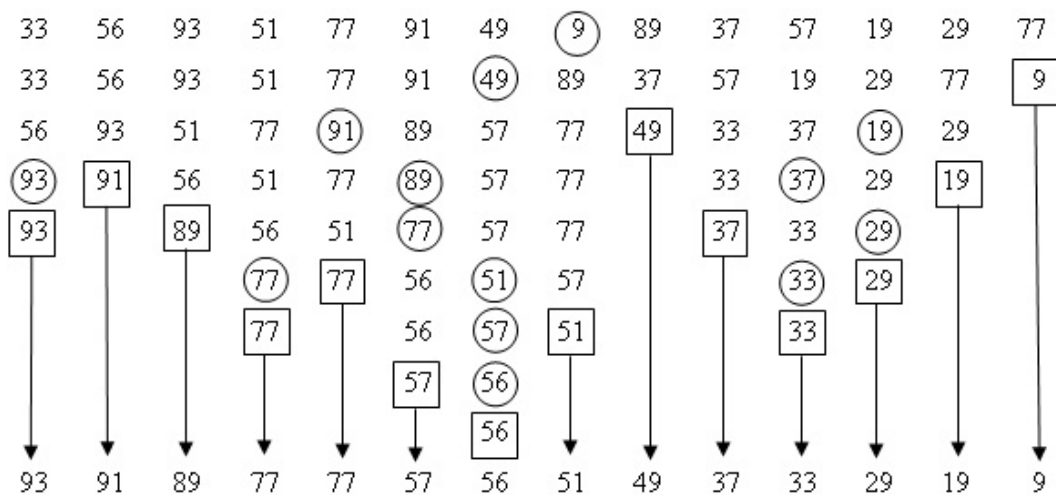 33 56 93 51 77 91 49 9 89 37 57 19 29 77
33 56 93 51 77 91 49 89 37 57 19 29 77 9
56 93 51 77 91 89 57 77 49 33 37 19 29
93 91 56 51 77 89 57 77 33 37 29 19
93 89 56 51 77 57 77 37 33 29
77 77 56 51 57 33 29
77 56 57 51 33
57 56
56
93 91 89 77 77 57 56 51 49 37 33 29 19 9